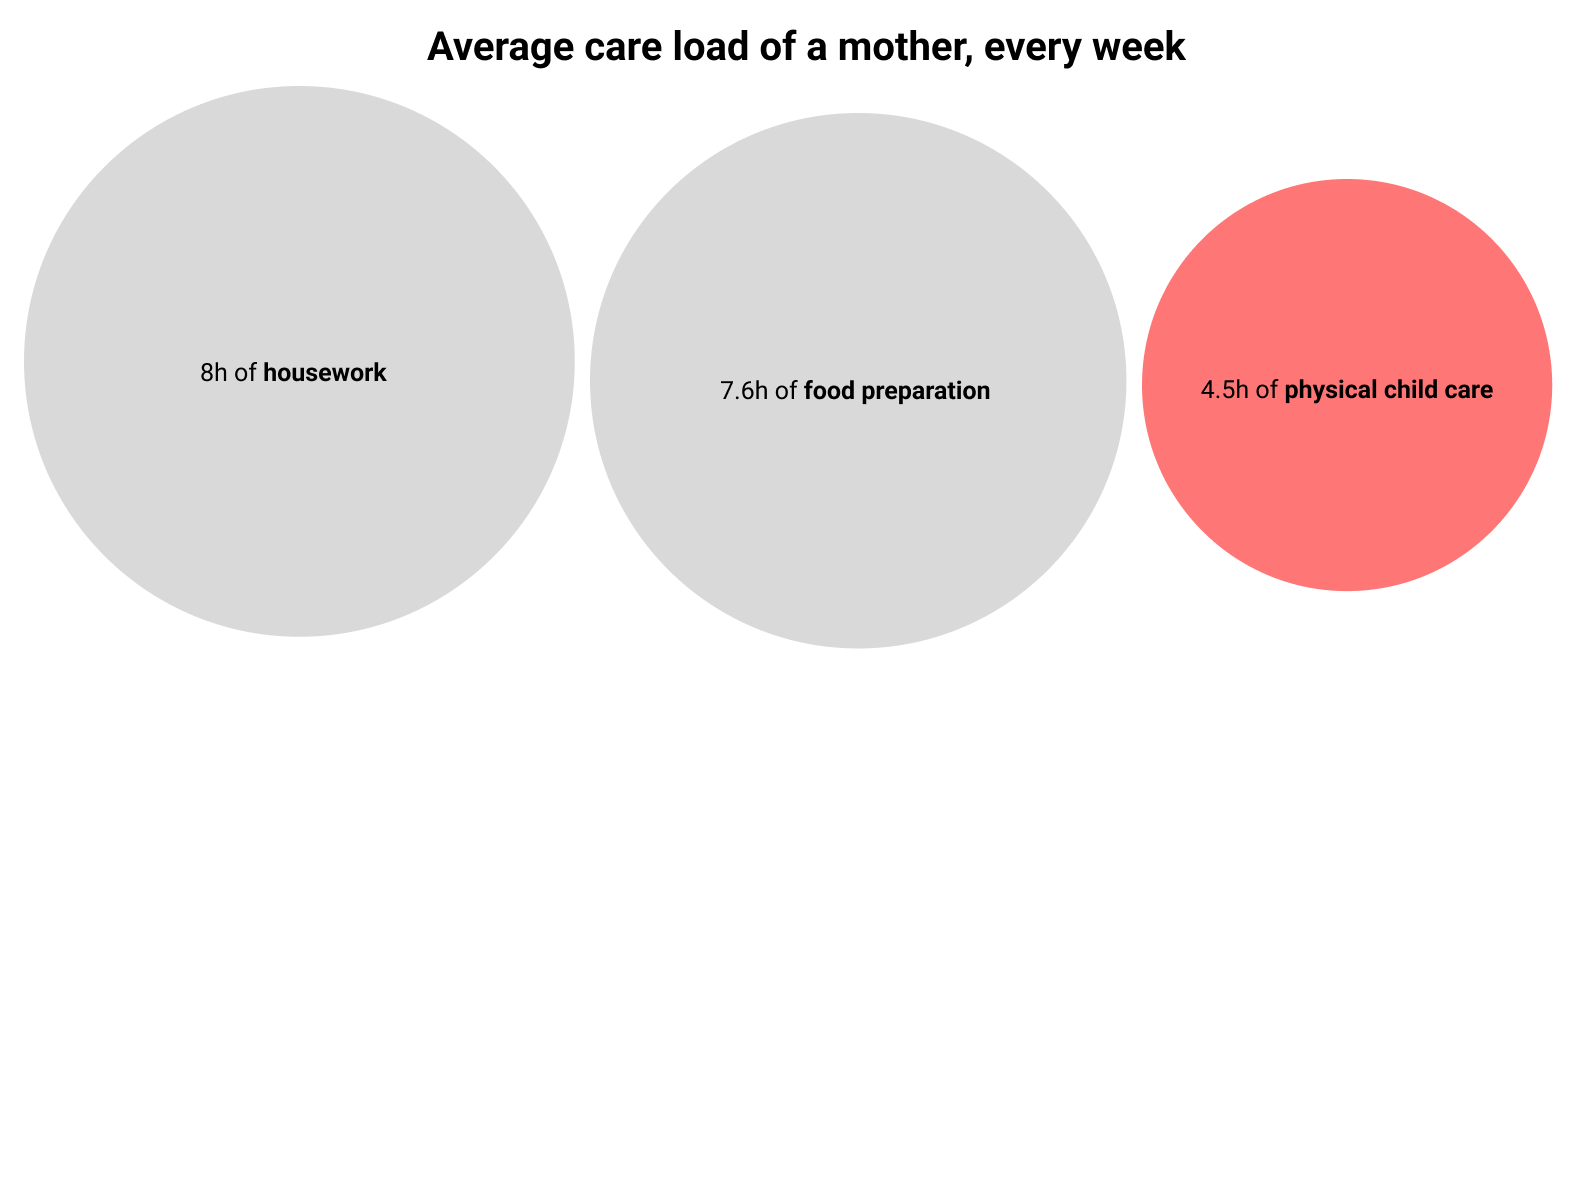 Average care load of a mother, every week
8h of housework
7.6h of food preparation
4.5h of physical child care